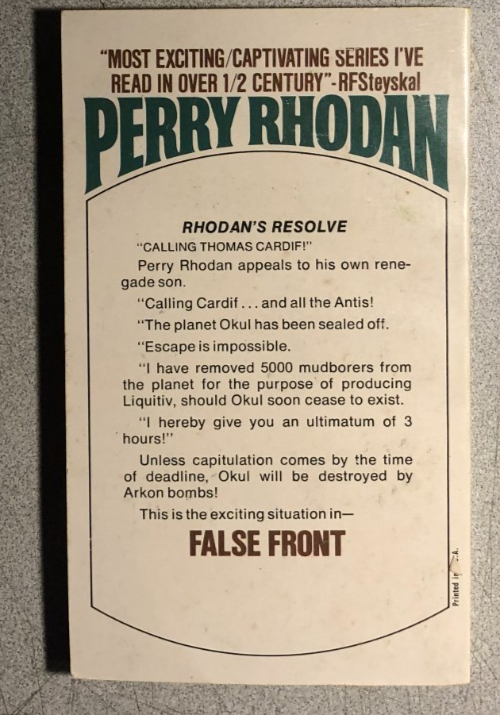 “MOST EXCITING/CAPTIVATING SERIES I'VE
READ IN OVER 1/2 CENTURY”-RFSteyskal
PERRY RHODAN
RHODAN'S RESOLVE
“CALLING THOMAS CARDIF!”
Perry Rhodan appeals to his own rene-
gade son.
“Calling Cardif . . . and all the Antis!
“The planet Okul has been sealed off.
“Escape is impossible.
“I have removed 5000 mudborers from
the planet for the purpose of producing
Liquitiv, should Okul soon cease to exist.
“I hereby give you an ultimatum of 3
hours!”
Unless capitulation comes by the time
of deadline, Okul will be destroyed by
Arkon bombs!
This is the exciting situation in—
FALSE FRONT
Printed in